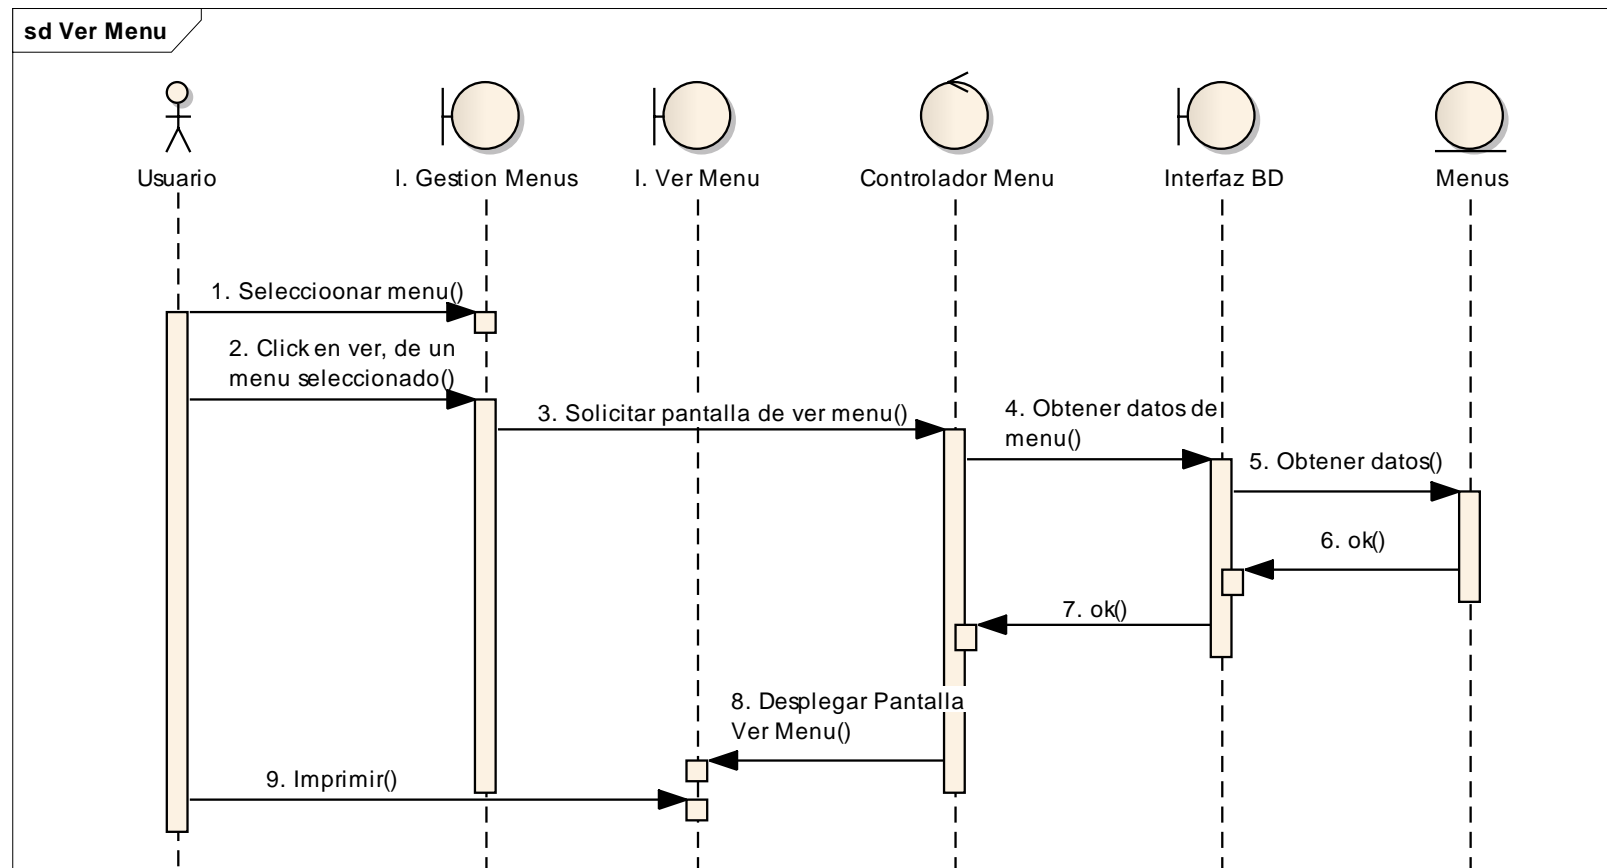 sd Ver Menu
Usuario
I. Gestion Menus
I. Ver Menu
Controlador Menu
Interfaz BD
Menus
1. Seleccioonar menu()
2. Click en ver, de un
menu seleccionado()
3. Solicitar pantalla de ver menu()
4. Obtener datos de
menu()
5. Obtener datos()
6. ok()
7. ok()
8. Desplegar Pantalla
Ver Menu()
9. Imprimir()